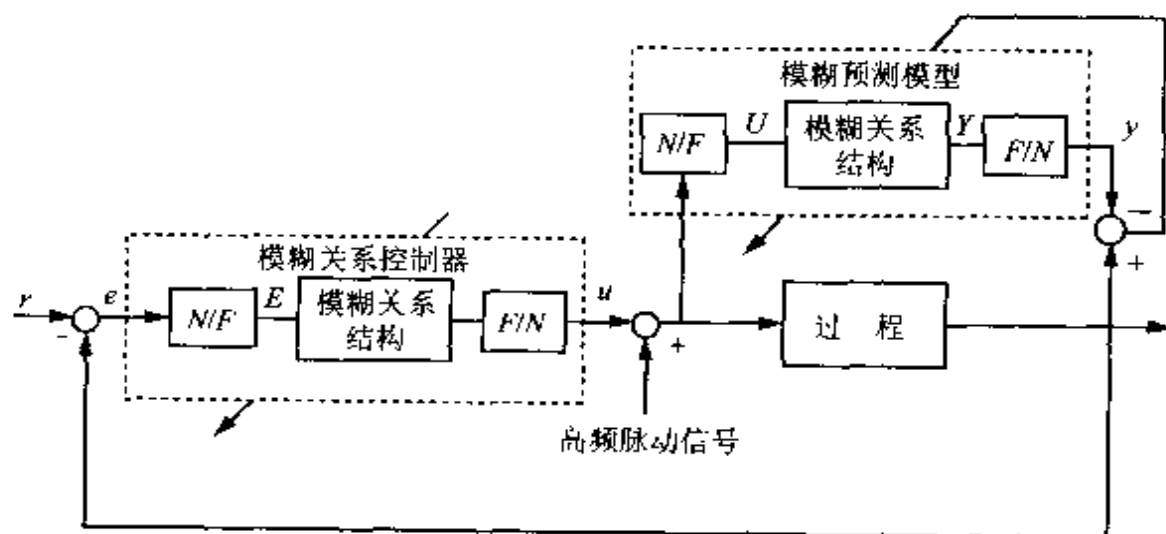 模糊预测模型
N/F
U
模糊关系
结构
Y
F/N
y
−
+
模糊关系控制器
r
−
e
N/F
E
模糊关系
结构
F/N
u
+
过 程
高频脉动信号